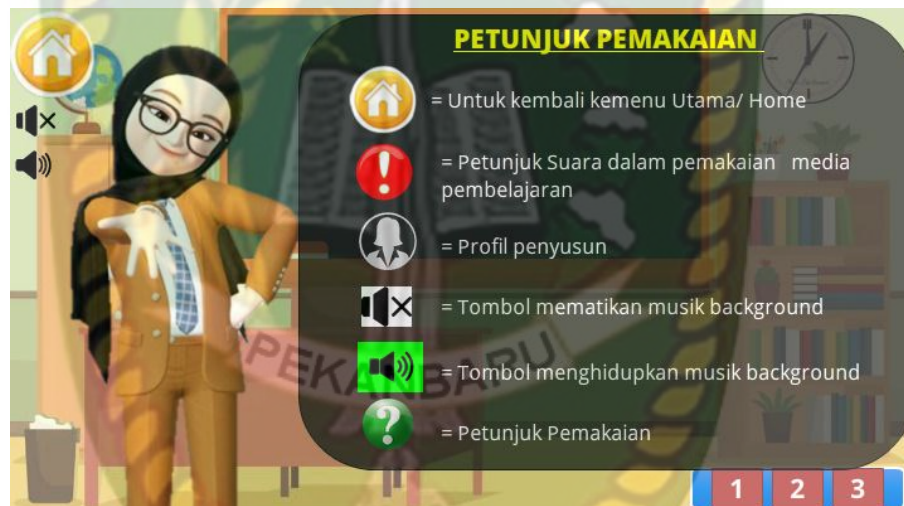 PETUNJUK PEMAKAIAN
= Untuk kembali kemenu Utama/ Home
= Petunjuk Suara dalam pemakaian media
pembelajaran
= Profil penyusun
= Tombol mematikan musik background
= Tombol menghidupkan musik background
= Petunjuk Pemakaian
PEKANBARU
1 2 3